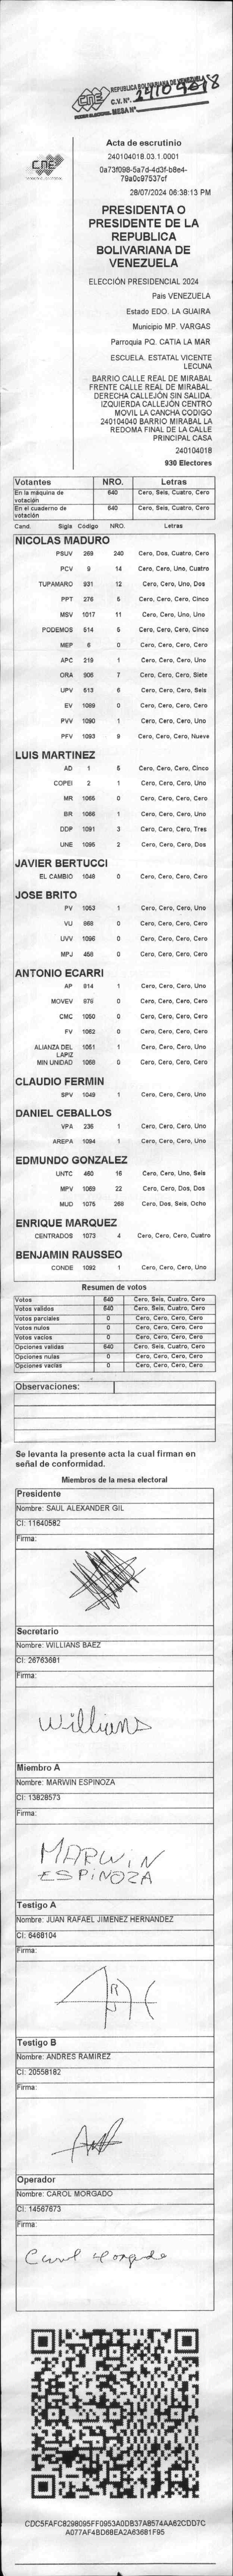 CNE
REPUBLICA BOLIVARIANA DE VENEZUELA
C.V. N°. 24104018
PODER ELECTORAL MESA N°
CNE
Acta de escrutinio
240104018.03.1.0001
0a73f098-5a7d-4d3f-b8e4-
79a0c97537cf
28/07/2024 06:38:13 PM
PRESIDENTA O
PRESIDENTE DE LA
REPUBLICA
BOLIVARIANA DE
VENEZUELA
ELECCIÓN PRESIDENCIAL 2024
Pais VENEZUELA
Estado EDO. LA GUAIRA
Municipio MP. VARGAS
Parroquia PQ. CATIA LA MAR
ESCUELA. ESTATAL VICENTE
LECUNA
BARRIO CALLE REAL DE MIRABAL
FRENTE CALLE REAL DE MIRABAL.
DERECHA CALLEJÓN SIN SALIDA.
IZQUIERDA CALLEJÓN CENTRO
MOVIL LA CANCHA CODIGO
240104040 BARRIO MIRABAL LA
REDOMA FINAL DE LA CALLE
PRINCIPAL CASA
240104018
930 Electores
Votantes NRO. Letras
En la máquina de votación 640 Cero, Seis, Cuatro, Cero
En el cuaderno de votación 640 Cero, Seis, Cuatro, Cero
Cand. Sigla Código NRO. Letras
NICOLAS MADURO
PSUV 269 240 Cero, Dos, Cuatro, Cero
PCV 9 14 Cero, Cero, Uno, Cuatro
TUPAMARO 931 12 Cero, Cero, Uno, Dos
PPT 276 5 Cero, Cero, Cero, Cinco
MSV 1017 11 Cero, Cero, Uno, Uno
PODEMOS 514 5 Cero, Cero, Cero, Cinco
MEP 6 0 Cero, Cero, Cero, Cero
APC 219 1 Cero, Cero, Cero, Uno
ORA 906 7 Cero, Cero, Cero, Siete
UPV 513 6 Cero, Cero, Cero, Seis
EV 1089 0 Cero, Cero, Cero, Cero
PVV 1090 1 Cero, Cero, Cero, Uno
PFV 1093 9 Cero, Cero, Cero, Nueve
LUIS MARTINEZ
AD 1 5 Cero, Cero, Cero, Cinco
COPEI 2 1 Cero, Cero, Cero, Uno
MR 1065 0 Cero, Cero, Cero, Cero
BR 1066 1 Cero, Cero, Cero, Uno
DDP 1091 3 Cero, Cero, Cero, Tres
UNE 1095 2 Cero, Cero, Cero, Dos
JAVIER BERTUCCI
EL CAMBIO 1048 0 Cero, Cero, Cero, Cero
JOSE BRITO
PV 1053 1 Cero, Cero, Cero, Uno
VU 868 0 Cero, Cero, Cero, Cero
UVV 1096 0 Cero, Cero, Cero, Cero
MPJ 456 0 Cero, Cero, Cero, Cero
ANTONIO ECARRI
AP 914 1 Cero, Cero, Cero, Uno
MOVEV 976 0 Cero, Cero, Cero, Cero
CMC 1050 0 Cero, Cero, Cero, Cero
FV 1062 0 Cero, Cero, Cero, Cero
ALIANZA DEL LAPIZ 1051 1 Cero, Cero, Cero, Uno
MIN UNIDAD 1068 0 Cero, Cero, Cero, Cero
CLAUDIO FERMIN
SPV 1049 1 Cero, Cero, Cero, Uno
DANIEL CEBALLOS
VPA 236 1 Cero, Cero, Cero, Uno
AREPA 1094 1 Cero, Cero, Cero, Uno
EDMUNDO GONZALEZ
UNTC 460 16 Cero, Cero, Uno, Seis
MPV 1069 22 Cero, Cero, Dos, Dos
MUD 1075 268 Cero, Dos, Seis, Ocho
ENRIQUE MARQUEZ
CENTRADOS 1073 4 Cero, Cero, Cero, Cuatro
BENJAMIN RAUSSEO
CONDE 1092 1 Cero, Cero, Cero, Uno
Resumen de votos
Votos 640 Cero, Seis, Cuatro, Cero
Votos validos 640 Cero, Seis, Cuatro, Cero
Votos parciales 0 Cero, Cero, Cero, Cero
Votos nulos 0 Cero, Cero, Cero, Cero
Votos vacios 0 Cero, Cero, Cero, Cero
Opciones validas 640 Cero, Seis, Cuatro, Cero
Opciones nulas 0 Cero, Cero, Cero, Cero
Opciones vacias 0 Cero, Cero, Cero, Cero
Observaciones:
Se levanta la presente acta la cual firman en
señal de conformidad.
Miembros de la mesa electoral
Presidente
Nombre: SAUL ALEXANDER GIL
CI: 11640582
Firma:
Secretario
Nombre: WILLIANS BAEZ
CI: 26763681
Firma:
Willians
Miembro A
Nombre: MARWIN ESPINOZA
CI: 13828573
Firma:
MARWIN
ESPINOZA
Testigo A
Nombre: JUAN RAFAEL JIMENEZ HERNANDEZ
CI: 6468104
Firma:
Testigo B
Nombre: ANDRES RAMIREZ
CI: 20558182
Firma:
Operador
Nombre: CAROL MORGADO
CI: 14567673
Firma:
Carol Morgado
CDC5FAFC8298095FF0953A0DB37A8574AA62CDD7C
A077AF4BD68EA2A63681F95